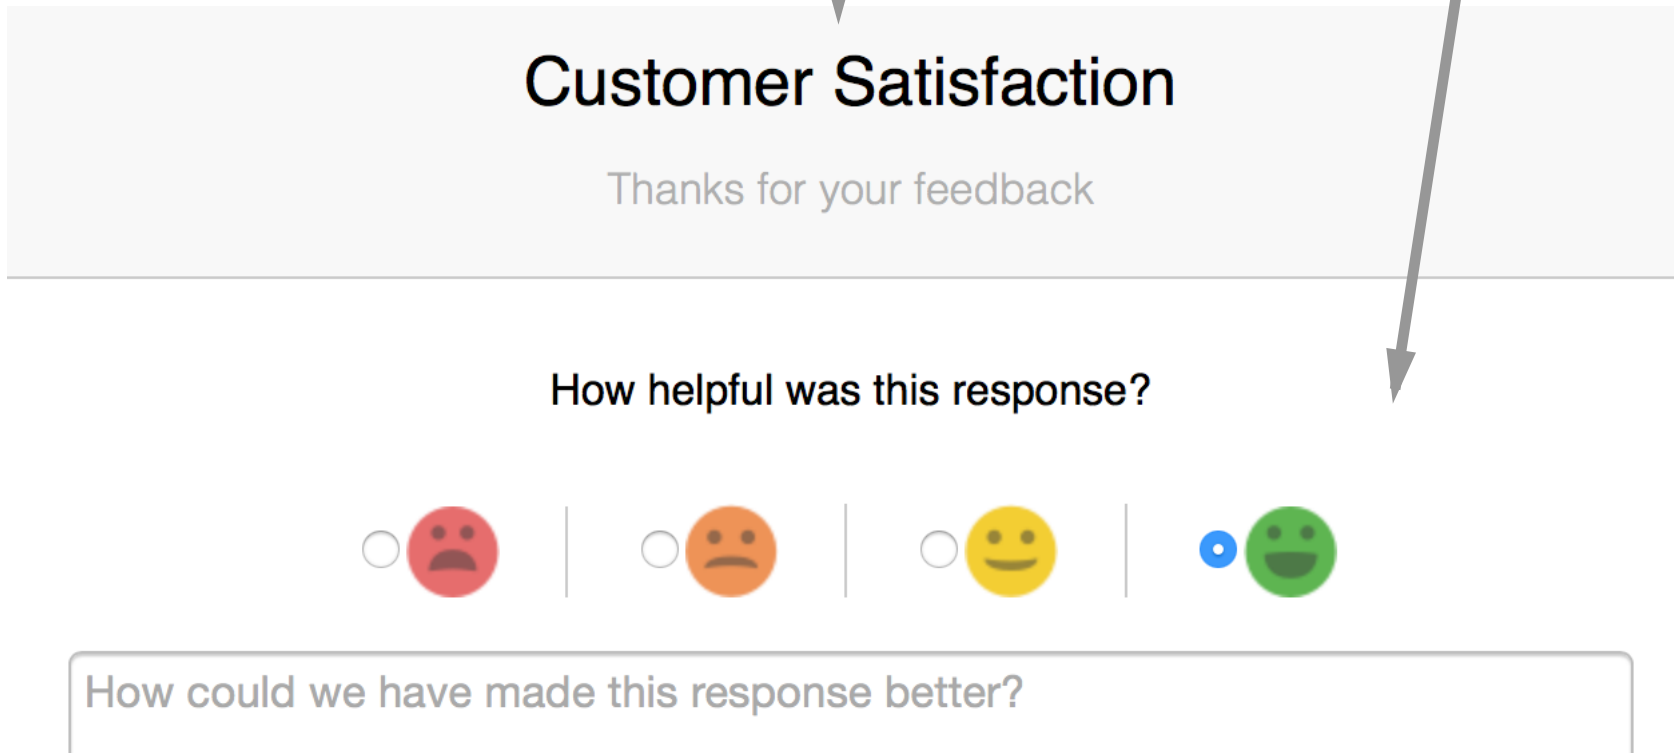 Customer Satisfaction
Thanks for your feedback
How helpful was this response?
How could we have made this response better?